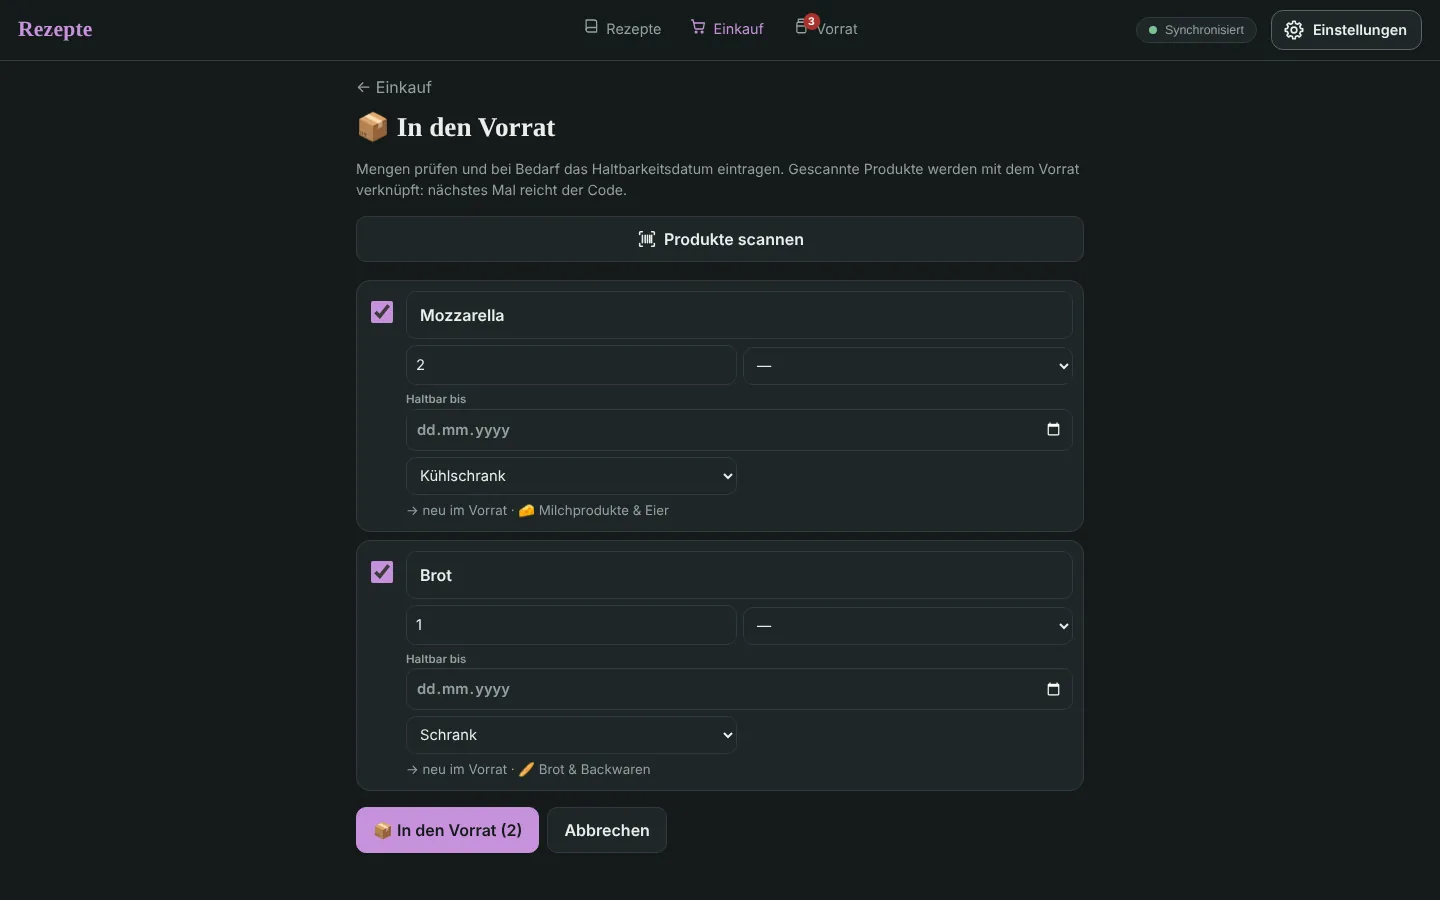 Rezepte
Rezepte
Einkauf
3
Vorrat
Synchronisiert
Einstellungen
← Einkauf
📦 In den Vorrat
Mengen prüfen und bei Bedarf das Haltbarkeitsdatum eintragen. Gescannte Produkte werden mit dem Vorrat
verknüpft: nächstes Mal reicht der Code.
Produkte scannen
Mozzarella
2
—
Haltbar bis
dd.mm.yyyy
Kühlschrank
→ neu im Vorrat · 🧀 Milchprodukte & Eier
Brot
1
—
Haltbar bis
dd.mm.yyyy
Schrank
→ neu im Vorrat · 🥖 Brot & Backwaren
📦 In den Vorrat (2)
Abbrechen